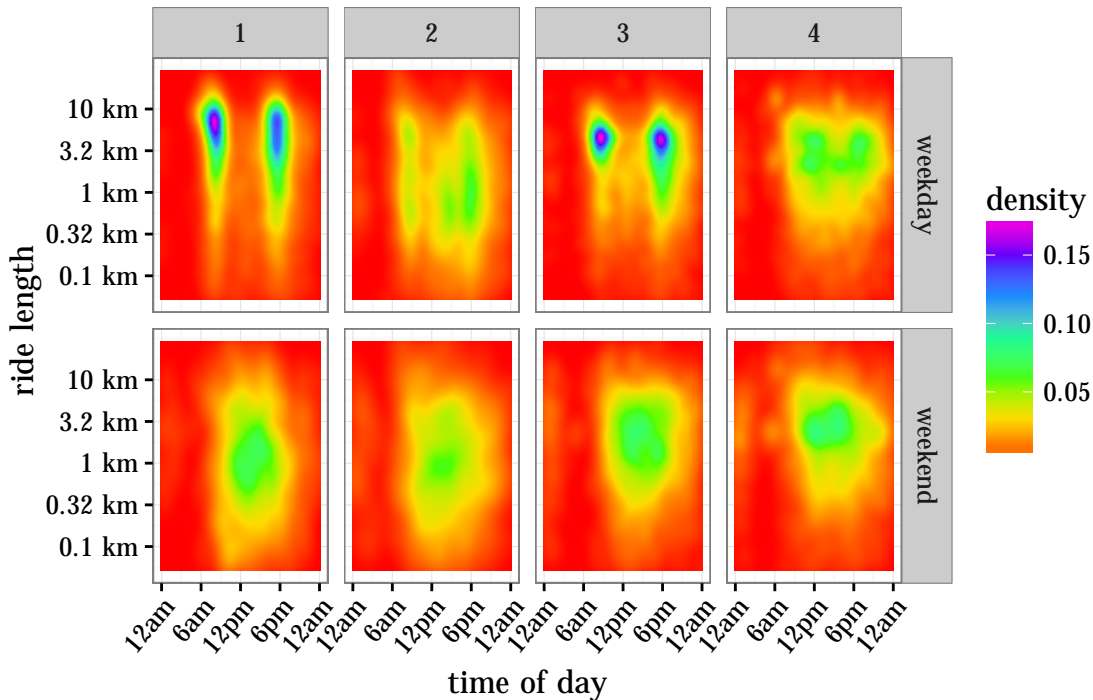 1 2 3 4
10 km
3.2 km
1 km
0.32 km
0.1 km
weekday
10 km
3.2 km
1 km
0.32 km
0.1 km
weekend
ride length
12am 6am 12pm 6pm 12am 12am 6am 12pm 6pm 12am 12am 6am 12pm 6pm 12am 12am 6am 12pm 6pm 12am
time of day
density
0.15
0.10
0.05